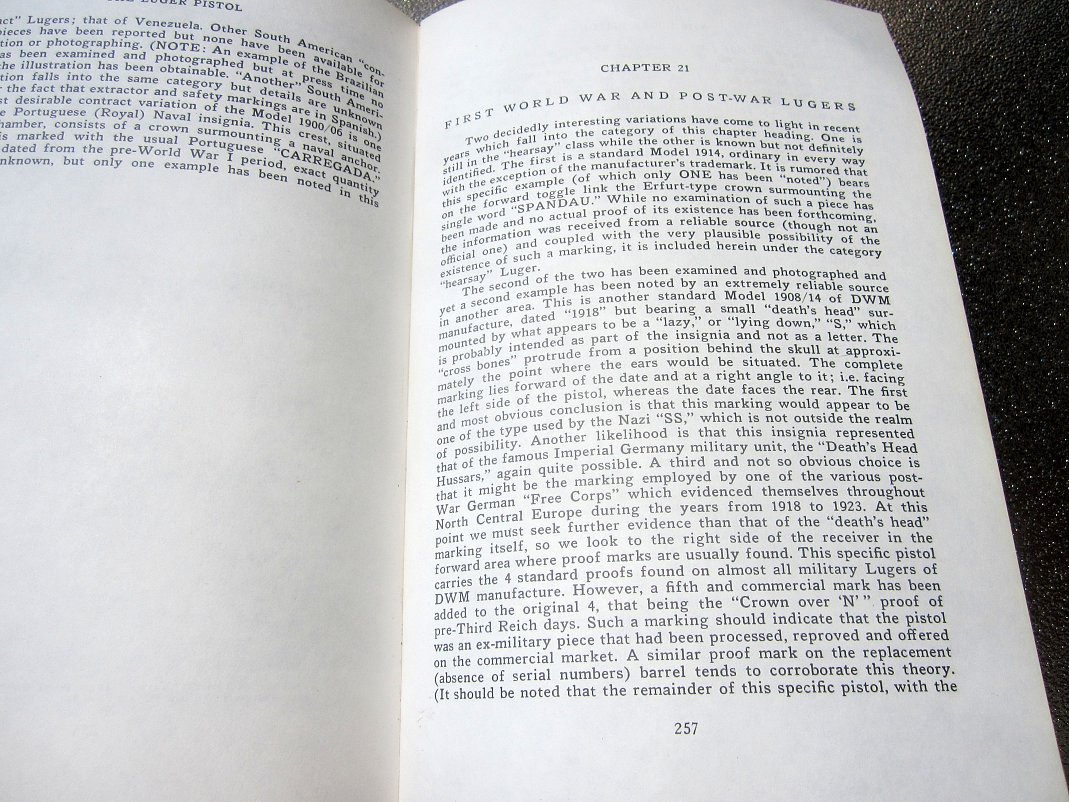 THE LUGER PISTOL
Lugers; that of Venezuela. Other South American "con-
pieces have been reported but none have been available for
or photographing. (NOTE: An example of the Brazilian
has been examined and photographed but at press time no
the illustration has been obtainable. "Another" South Ameri-
falls into the same category but details are unknown
the fact that extractor and safety markings are in Spanish.)
desirable contract variation of the Model 1900/06 is one
Portuguese (Royal) Naval insignia. This crest, situated
chamber, consists of a crown surmounting a naval anchor.
is marked with the usual Portuguese "CARREGADA,"
dated from the pre-World War I period, exact quantity
unknown, but only one example has been noted in this
CHAPTER 21
FIRST WORLD WAR AND POST-WAR LUGERS
Two decidedly interesting variations have come to light in recent
years which fall into the category of this chapter heading. One is
still in the "hearsay" class while the other is known but not definitely
identified. The first is a standard Model 1914, ordinary in every way
with the exception of the manufacturer's trademark. It is rumored that
this specific example (of which only ONE has been "noted") bears
on the forward toggle link the Erfurt-type crown surmounting the
single word "SPANDAU." While no examination of such a piece has
been made and no actual proof of its existence has been forthcoming,
the information was received from a reliable source (though not an
official one) and coupled with the very plausible possibility of the
existence of such a marking, it is included herein under the category
"hearsay" Luger.
The second of the two has been examined and photographed and
yet a second example has been noted by an extremely reliable source
in another area. This is another standard Model 1908/14 of DWM
manufacture, dated "1918" but bearing a small "death's head" sur-
mounted by what appears to be a "lazy," or "lying down," "S," which
is probably intended as part of the insignia and not as a letter. The
"cross bones" protrude from a position behind the skull at approxi-
mately the point where the ears would be situated. The complete
marking lies forward of the date and at a right angle to it; i.e. facing
the left side of the pistol, whereas the date faces the rear. The first
and most obvious conclusion is that this marking would appear to be
one of the type used by the Nazi "SS," which is not outside the realm
of possibility. Another likelihood is that this insignia represented
that of the famous Imperial Germany military unit, the "Death's Head
Hussars," again quite possible. A third and not so obvious choice is
that it might be the marking employed by one of the various post-
War German "Free Corps" which evidenced themselves throughout
North Central Europe during the years from 1918 to 1923. At this
point we must seek further evidence than that of the "death's head"
marking itself, so we look to the right side of the receiver in the
forward area where proof marks are usually found. This specific pistol
carries the 4 standard proofs found on almost all military Lugers of
DWM manufacture. However, a fifth and commercial mark has been
added to the original 4, that being the "Crown over 'N'" proof of
pre-Third Reich days. Such a marking should indicate that the pistol
was an ex-military piece that had been processed, reproved and offered
on the commercial market. A similar proof mark on the replacement
(absence of serial numbers) barrel tends to corroborate this theory.
(It should be noted that the remainder of this specific pistol, with the
257